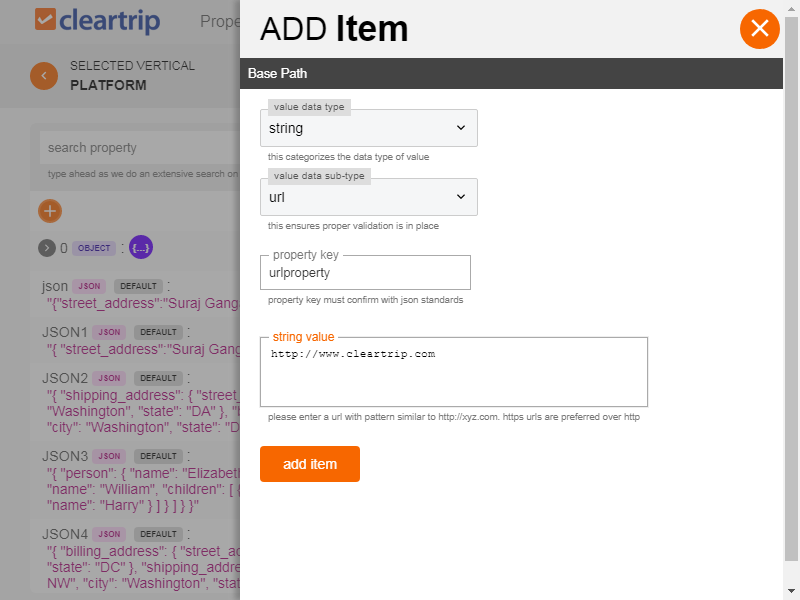 cleartrip
Prope
SELECTED VERTICAL
PLATFORM
search property
type ahead as we do an extensive search on
0 OBJECT : {...}
json JSON DEFAULT :
"{"street_address":"Suraj Gang
JSON1 JSON DEFAULT :
"{ "street_address":"Suraj Gang
JSON2 JSON DEFAULT :
"{ "shipping_address": { "street_
"Washington", "state": "DA" }, "b
city": "Washington", "state": "D
JSON3 JSON DEFAULT :
"{ "person": { "name": "Elizabeth
"name": "William", "children": [ {
"name": "Harry" } ] } ] } }"
JSON4 JSON DEFAULT :
"{ "billing_address": { "street_ad
"state": "DC" }, "shipping_addres
NW", "city": "Washington", "stat
ADD Item
Base Path
value data type
string
this categorizes the data type of value
value data sub-type
url
this ensures proper validation is in place
property key
urlproperty
property key must confirm with json standards
string value
http://www.cleartrip.com
please enter a url with pattern similar to http://xyz.com. https urls are preferred over http
add item